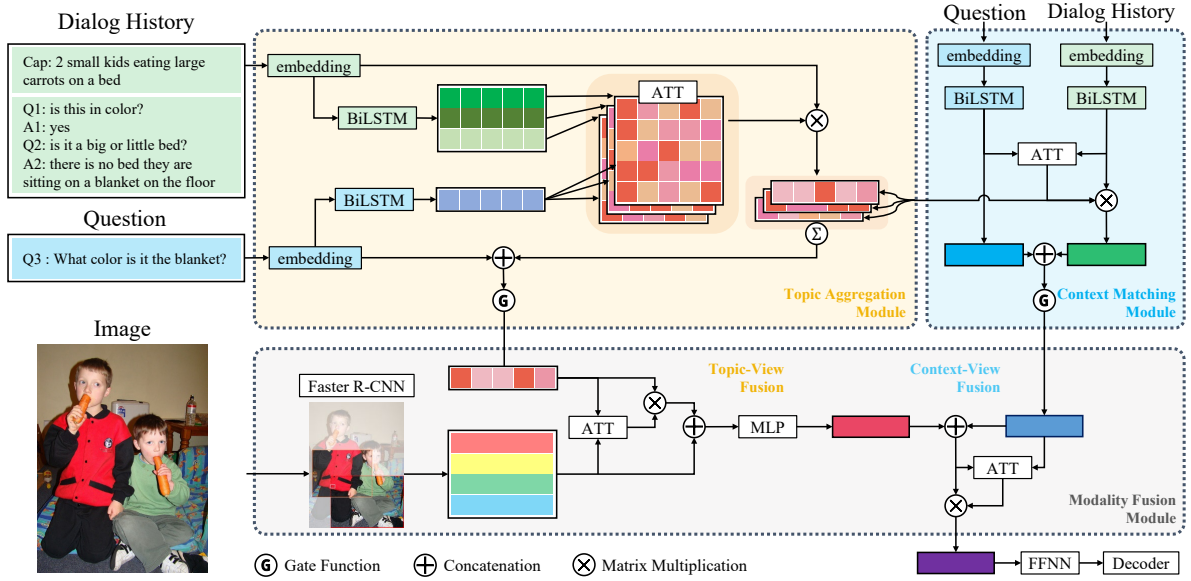 Dialog History
Cap: 2 small kids eating large
carrots on a bed
Q1: is this in color?
A1: yes
Q2: is it a big or little bed?
A2: there is no bed they are
sitting on a blanket on the floor
Question
Q3 : What color is it the blanket?
Image
embedding
BiLSTM
ATT
BiLSTM
embedding
Σ
G
Topic Aggregation
Module
Question
Dialog History
embedding
embedding
BiLSTM
BiLSTM
ATT
G
Context Matching
Module
Faster R-CNN
ATT
Topic-View
Fusion
MLP
Context-View
Fusion
ATT
Modality Fusion
Module
G Gate Function
Concatenation
Matrix Multiplication
FFNN
Decoder